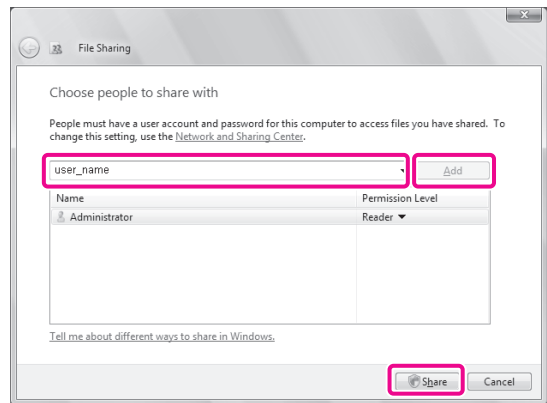 x
File Sharing
Choose people to share with
People must have a user account and password for this computer to access files you have shared. To
change this setting, use the Network and Sharing Center.
user_name
Add
Name Permission Level
Administrator Reader
Tell me about different ways to share in Windows.
Share Cancel